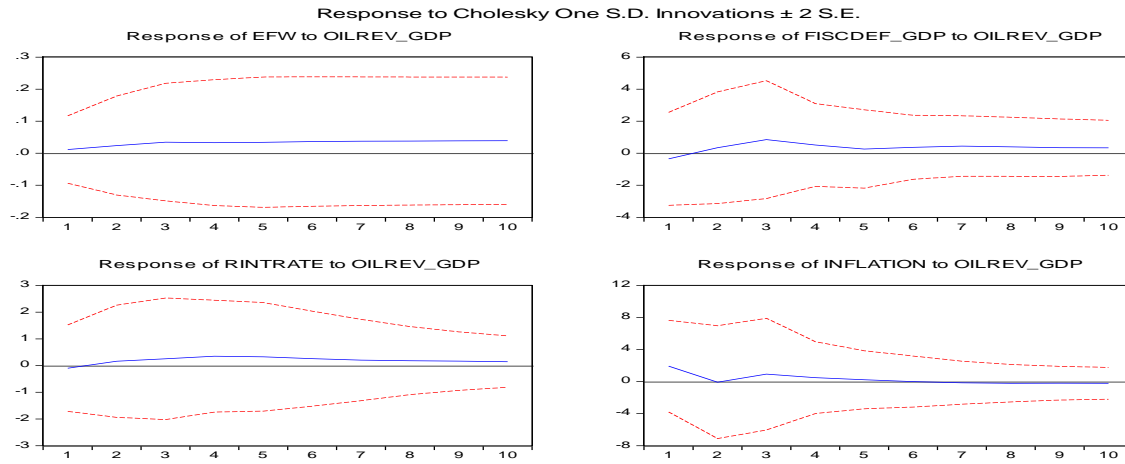 Response to Cholesky One S.D. Innovations ± 2 S.E.
Response of EFW to OILREV_GDP
.3
.2
.1
.0
-.1
-.2
1 2 3 4 5 6 7 8 9 10
Response of FISCDEF_GDP to OILREV_GDP
6
4
2
0
-2
-4
1 2 3 4 5 6 7 8 9 10
Response of RINTRATE to OILREV_GDP
3
2
1
0
-1
-2
-3
1 2 3 4 5 6 7 8 9 10
Response of INFLATION to OILREV_GDP
12
8
4
0
-4
-8
1 2 3 4 5 6 7 8 9 10